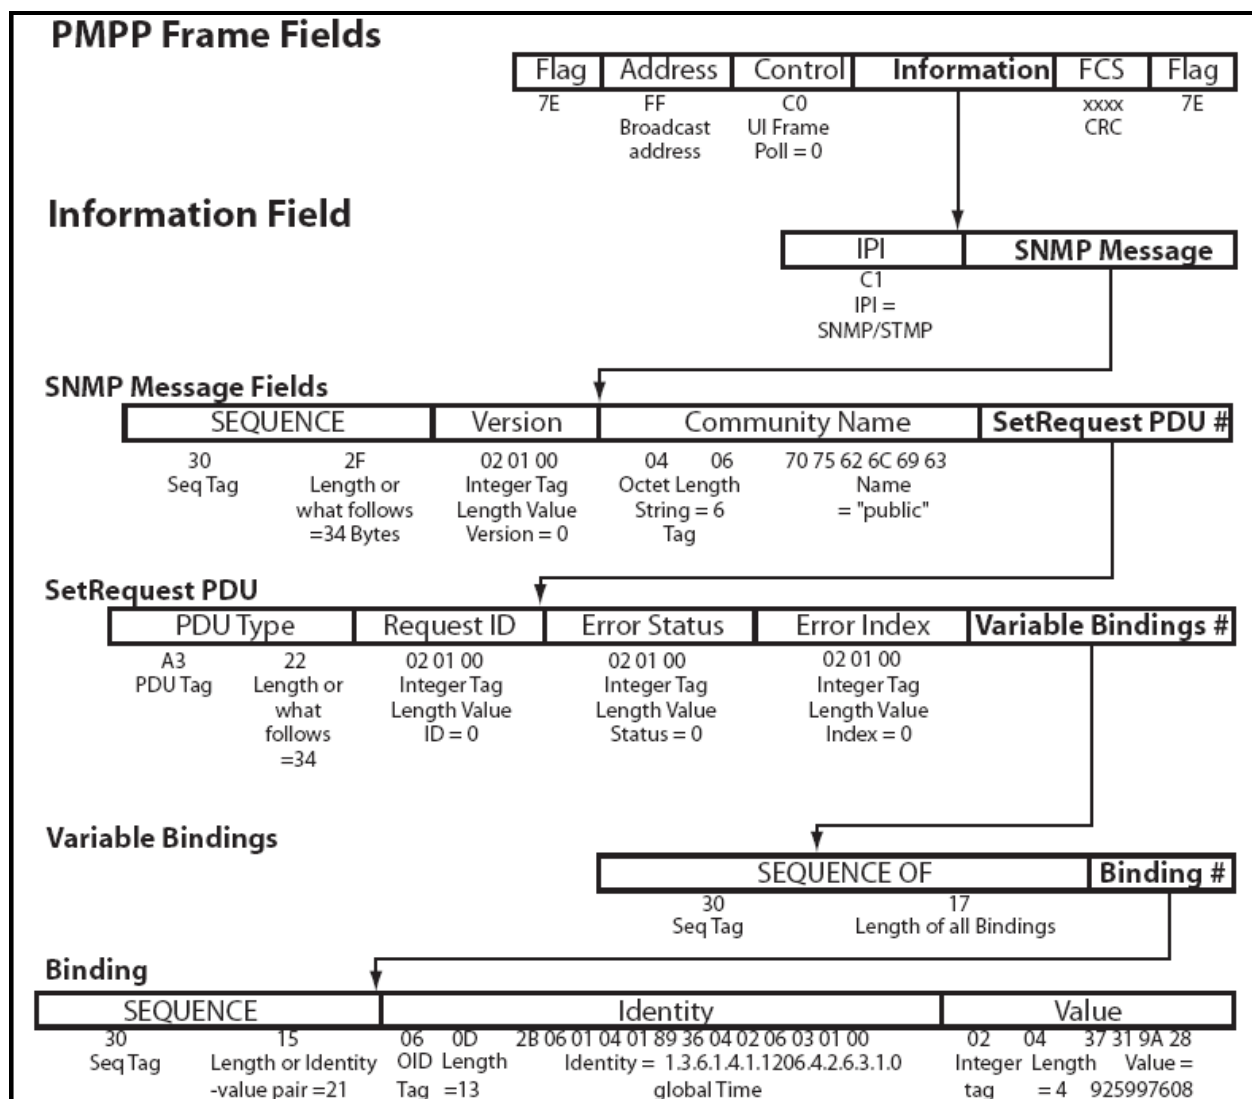 PMPP Frame Fields
Flag Address Control Information FCS Flag
7E FF C0 xxxx 7E
Broadcast UI Frame CRC
address Poll = 0
Information Field
IPI SNMP Message
C1
IPI =
SNMP/STMP
SNMP Message Fields
SEQUENCE Version Community Name SetRequest PDU #
30 2F 02 01 00 04 06 70 75 62 6C 69 63
Seq Tag Length or Integer Tag Octet Length Name
what follows Length Value String = 6 = "public"
=34 Bytes Version = 0 Tag
SetRequest PDU
PDU Type Request ID Error Status Error Index Variable Bindings #
A3 22 02 01 00 02 01 00 02 01 00
PDU Tag Length or Integer Tag Integer Tag Integer Tag
what Length Value Length Value Length Value
follows ID = 0 Status = 0 Index = 0
=34
Variable Bindings
SEQUENCE OF Binding #
30 17
Seq Tag Length of all Bindings
Binding
SEQUENCE Identity Value
30 15 06 0D 2B 06 01 04 01 89 36 04 02 06 03 01 00 02 04 37 31 9A 28
Seq Tag Length or Identity OID Length Identity = 1.3.6.1.4.1.1206.4.2.6.3.1.0 Integer Length Value =
-value pair =21 Tag =13 global Time tag = 4 925997608